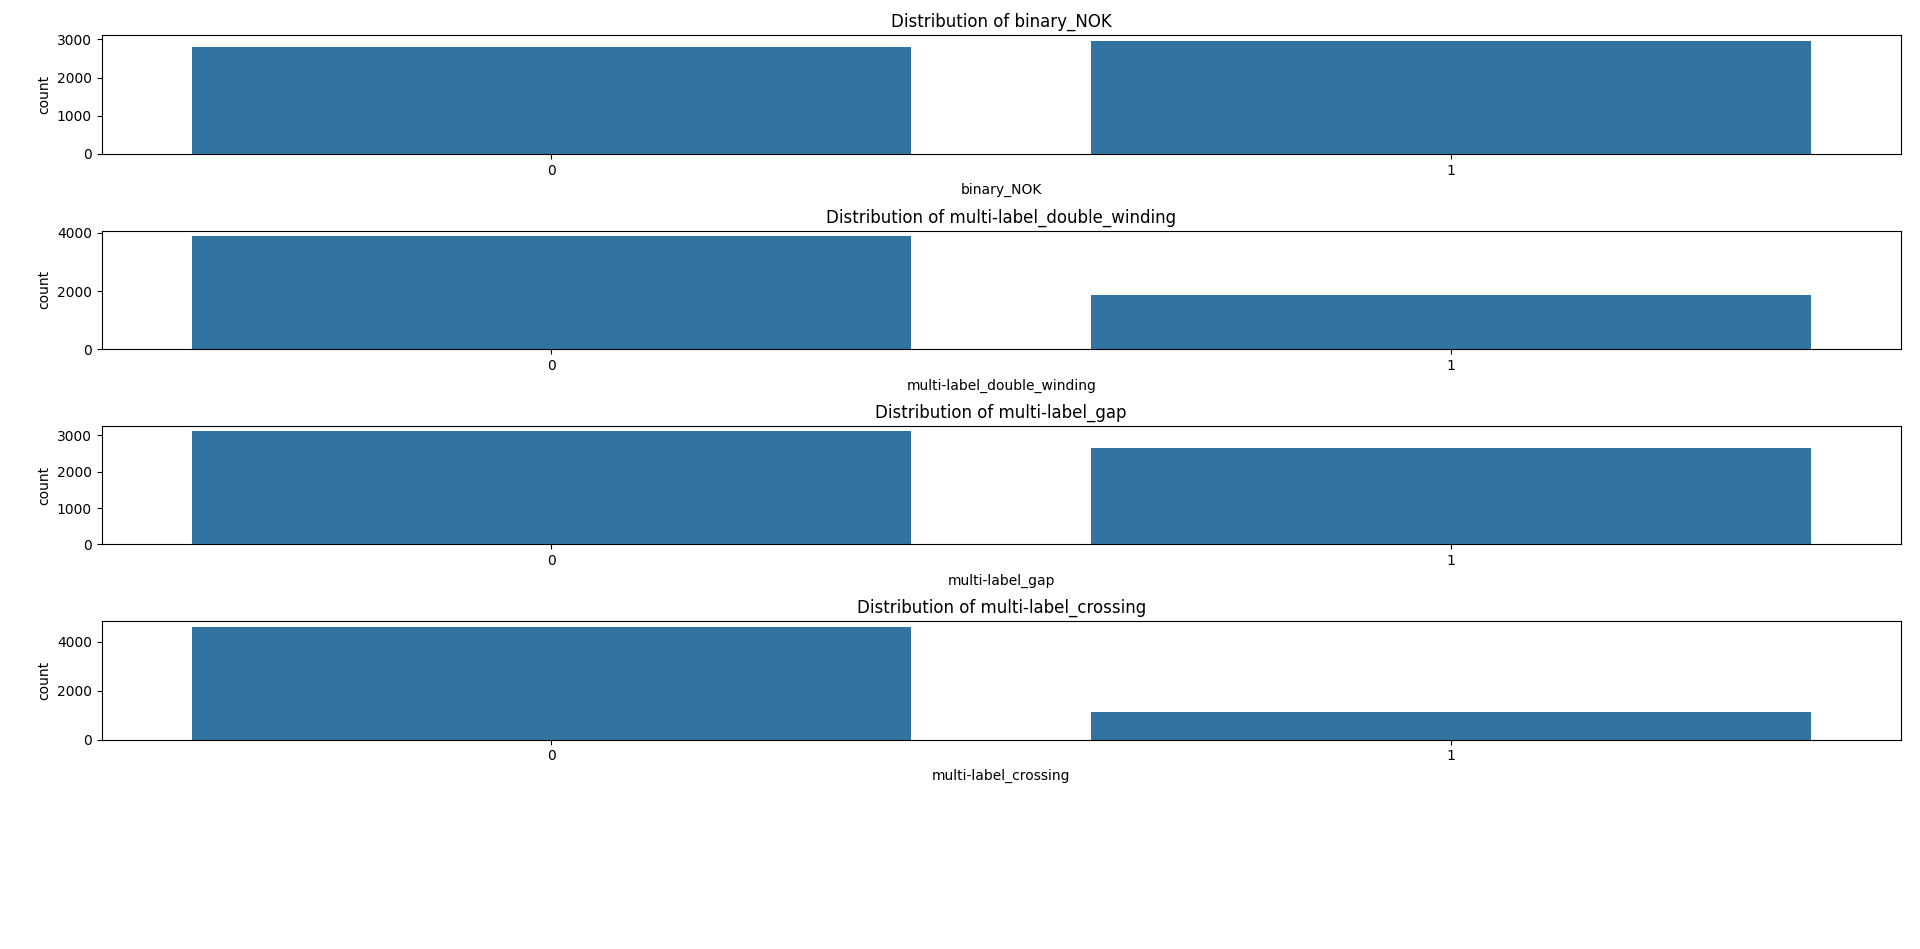 Distribution of binary_NOK
3000
2000
1000
0
count
0 1
binary_NOK
Distribution of multi-label_double_winding
4000
2000
0
count
0 1
multi-label_double_winding
Distribution of multi-label_gap
3000
2000
1000
0
count
0 1
multi-label_gap
Distribution of multi-label_crossing
4000
2000
0
count
0 1
multi-label_crossing